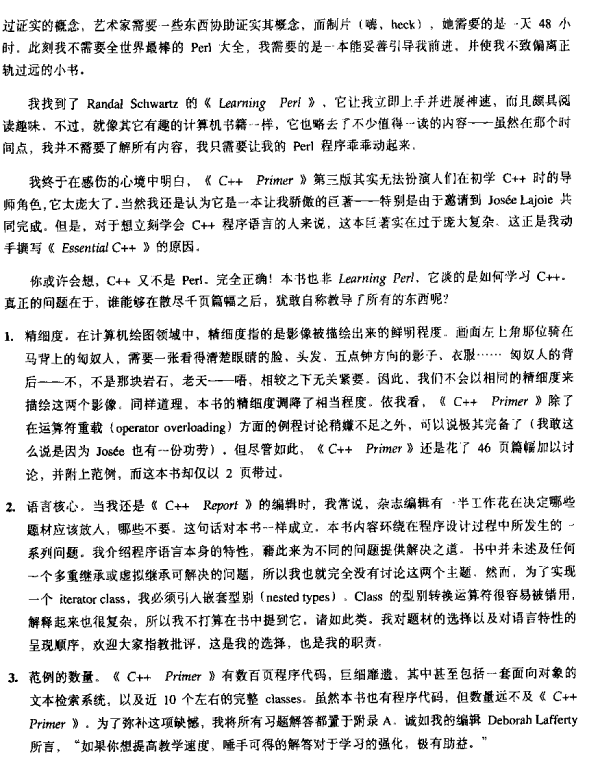 过证实的概念，艺术家需要一些东西协助证实其概念，而制片（嗨，heck），她需要的是一天 48 小
时。此刻我不需要全世界最棒的 Perl 大全，我需要的是一本能妥善引导我前进，并使我不致偏离正
轨过远的小书。
我找到了 Randal Schwartz 的《 Learning Perl 》，它让我立即上手并进展神速，而且颇具阅
读趣味。不过，就像其它有趣的计算机书籍一样，它也略去了不少值得一读的内容——虽然在那个时
间点，我并不需要了解所有内容，我只需要让我的 Perl 程序乖乖动起来。
我终于在感伤的心境中明白，《 C++ Primer 》第三版其实无法扮演人们在初学 C++ 时的导
师角色，它太庞大了。当然我还是认为它是一本让我骄傲的巨著——特别是由于邀请到 Josée Lajoie 共
同完成。但是，对于想立刻学会 C++ 程序语言的人来说，这本巨著实在过于庞大复杂。这正是我动
手撰写《 Essential C++ 》的原因。
你或许会想，C++ 又不是 Perl。完全正确！本书也非 Learning Perl，它谈的是如何学习 C++。
真正的问题在于，谁能够在散尽千页篇幅之后，犹敢自称教导了所有的东西呢？
1. 精细度。在计算机绘图领域中，精细度指的是影像被描绘出来的鲜明程度。画面左上角那位骑在
马背上的匈奴人，需要一张看得清楚眼睛的脸、头发、五点钟方向的影子、衣服…… 匈奴人的背
后——不，不是那块岩石，老天——唔，相较之下无关紧要。因此，我们不会以相同的精细度来
描绘这两个影像。同样道理，本书的精细度调降了相当程度。依我看，《 C++ Primer 》除了
在运算符重载（operator overloading）方面的例程讨论稍嫌不足之外，可以说极其完备了（我敢这
么说是因为 Josée 也有一份功劳）。但尽管如此，《C++ Primer》还是花了 46 页篇幅加以讨
论，并附上范例，而这本书却仅以 2 页带过。
2. 语言核心。当我还是《 C++ Report 》的编辑时，我常说，杂志编辑有一半工作花在决定哪些
题材应该放入，哪些不要。这句话对本书一样成立。本书内容环绕在程序设计过程中所发生的一
系列问题。我介绍程序语言本身的特性，藉此来为不同的问题提供解决之道。书中并未述及任何
一个多重继承或虚拟继承可解决的问题，所以我也就完全没有讨论这两个主题。然而，为了实现
一个 iterator class，我必须引入嵌套型别（nested types）。Class 的型别转换运算符很容易被错用，
解释起来也很复杂，所以我不打算在书中提到它。诸如此类。我对题材的选择以及对语言特性的
呈现顺序，欢迎大家指教批评。这是我的选择，也是我的职责。
3. 范例的数量。《 C++ Primer 》有数百页程序代码，巨细靡遗，其中甚至包括一套面向对象的
文本检索系统，以及近 10 个左右的完整 classes。虽然本书也有程序代码，但数量远不及《 C++
Primer 》。为了弥补这项缺憾，我将所有习题解答都置于附录 A。诚如我的编辑 Deborah Lafferty
所言，“如果你想提高教学速度，唾手可得的解答对于学习的强化，极有助益。”